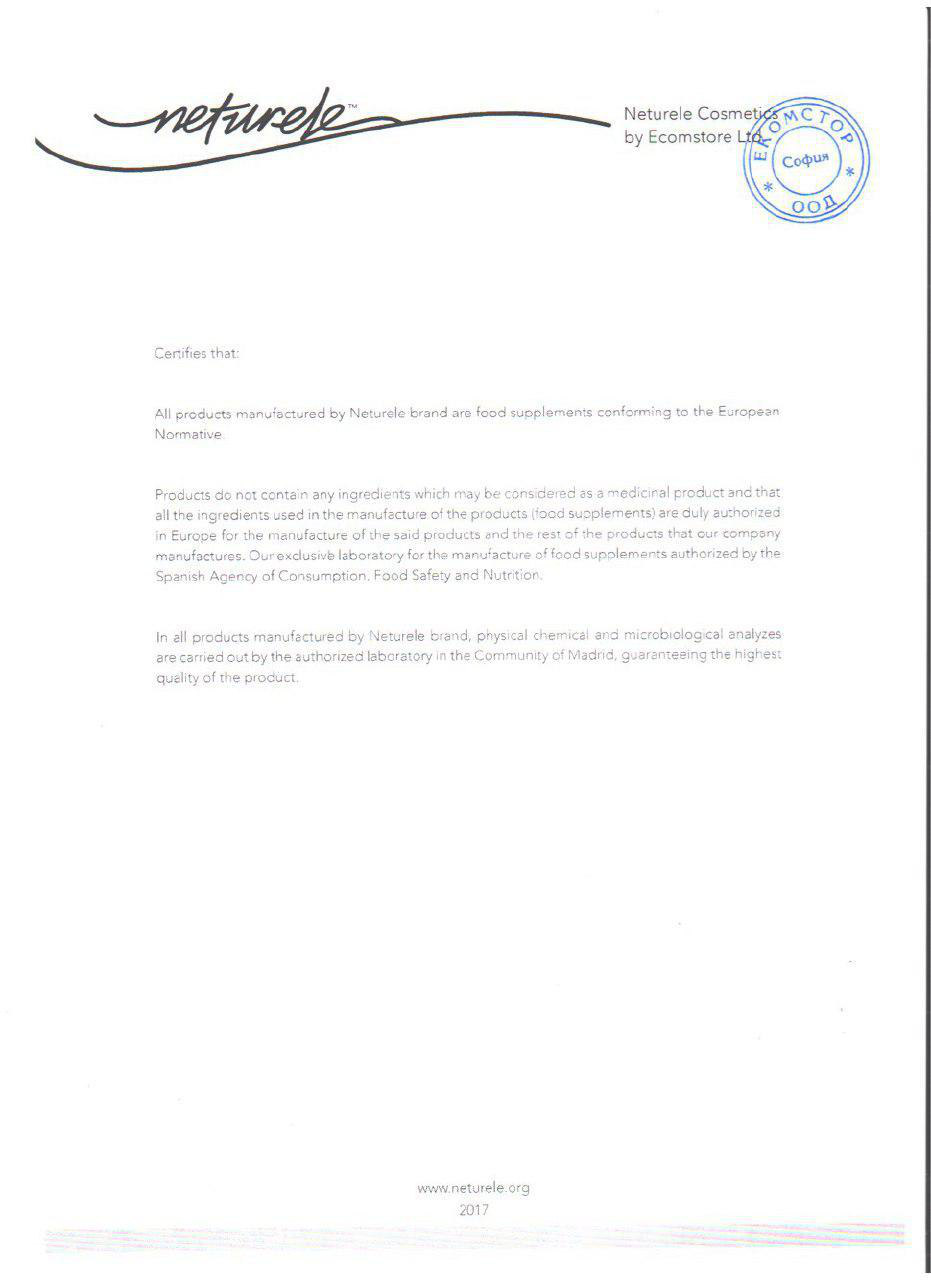 neturele™
Neturele Cosmetics
by Ecomstore Ltd.
ЕКОМСТОР
София
* ООД *
Certifies that:
All products manufactured by Neturele brand are food supplements conforming to the European
Normative.
Products do not contain any ingredients which may be considered as a medicinal product and that
all the ingredients used in the manufacture of the products (food supplements) are duly authorized
in Europe for the manufacture of the said products and the rest of the products that our company
manufactures. Our exclusive laboratory for the manufacture of food supplements authorized by the
Spanish Agency of Consumption, Food Safety and Nutrition.
In all products manufactured by Neturele brand, physical chemical and microbiological analyzes
are carried out by the authorized laboratory in the Community of Madrid, guaranteeing the highest
quality of the product.
www.neturele.org
2017